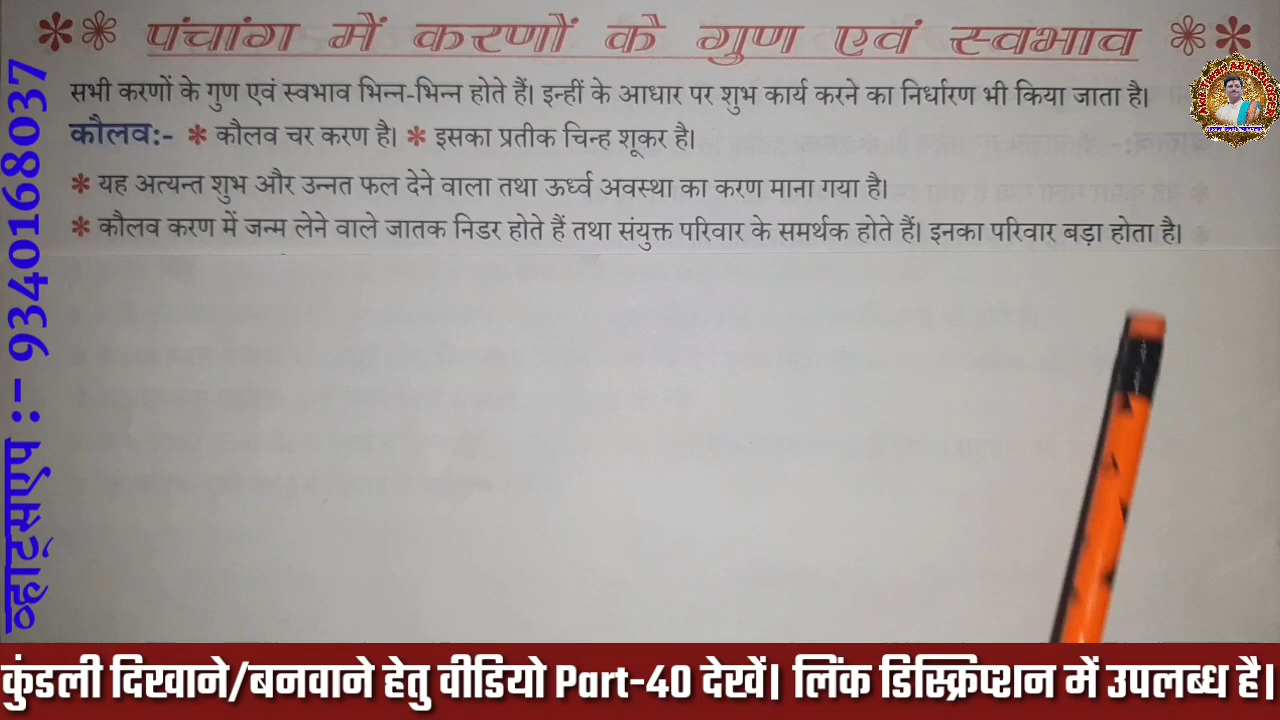 ❋❋ पंचांग में करणों के गुण एवं स्वभाव ❋❋
सभी करणों के गुण एवं स्वभाव भिन्न-भिन्न होते हैं। इन्हीं के आधार पर शुभ कार्य करने का निर्धारण भी किया जाता है।
कौलव:- ✻ कौलव चर करण है। ✻ इसका प्रतीक चिन्ह शूकर है।
✻ यह अत्यन्त शुभ और उन्नत फल देने वाला तथा ऊर्ध्व अवस्था का करण माना गया है।
✻ कौलव करण में जन्म लेने वाले जातक निडर होते हैं तथा संयुक्त परिवार के समर्थक होते हैं। इनका परिवार बड़ा होता है।
व्हाट्सएप :- 9340168037
कुंडली दिखाने/बनवाने हेतु वीडियो Part-40 देखें। लिंक डिस्क्रिप्शन में उपलब्ध है।